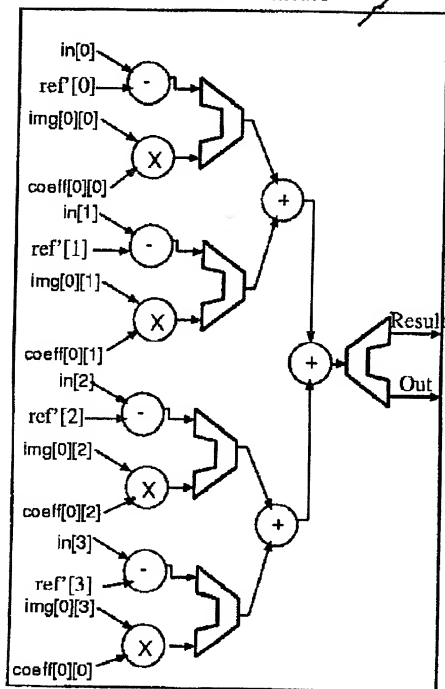 in[0]
ref'[0]
-
img[0][0]
X
coeff[0][0]
+
in[1]
-
ref'[1]
img[0][1]
X
coeff[0][1]
Result
+
Out
in[2]
-
ref'[2]
img[0][2]
X
coeff[0][2]
+
in[3]
-
ref'[3]
img[0][3]
X
coeff[0][0]